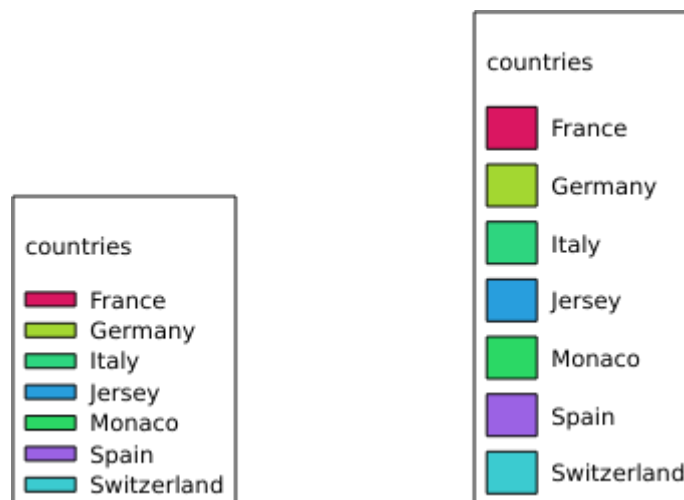 countries
France
Germany
Italy
Jersey
Monaco
Spain
Switzerland
countries
France
Germany
Italy
Jersey
Monaco
Spain
Switzerland